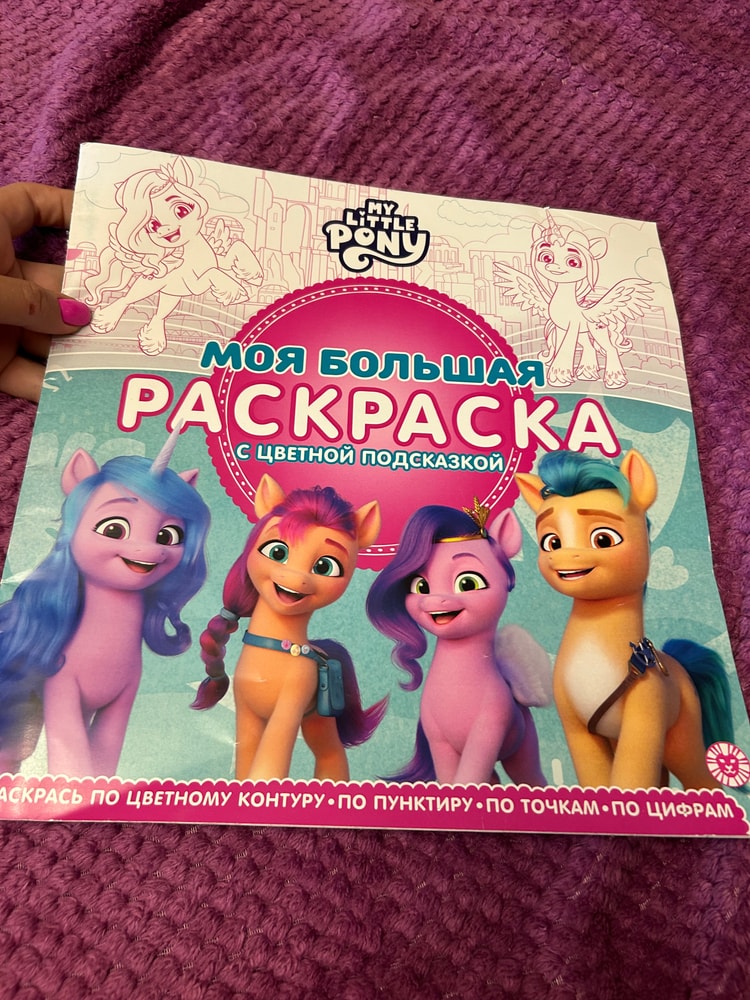 MY
LITTLE
PONY
МОЯ БОЛЬШАЯ
РАСКРАСКА
С ЦВЕТНОЙ ПОДСКАЗКОЙ
АСКРАСЬ ПО ЦВЕТНОМУ КОНТУРУ • ПО ПУНКТИРУ • ПО ТОЧКАМ • ПО ЦИФРАМ